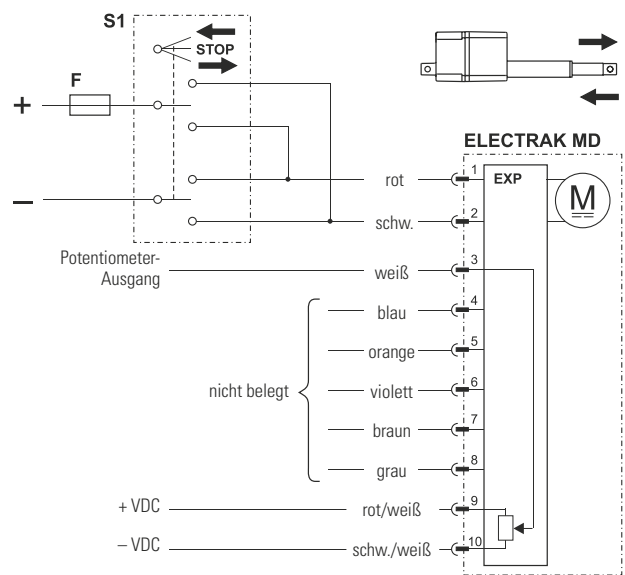 S1
STOP
F
+
–
ELECTRAK MD
EXP
M
rot
1
schw.
2
Potentiometer-
Ausgang
weiß
3
nicht belegt
blau
4
orange
5
violett
6
braun
7
grau
8
+ VDC
rot/weiß
9
– VDC
schw./weiß
10